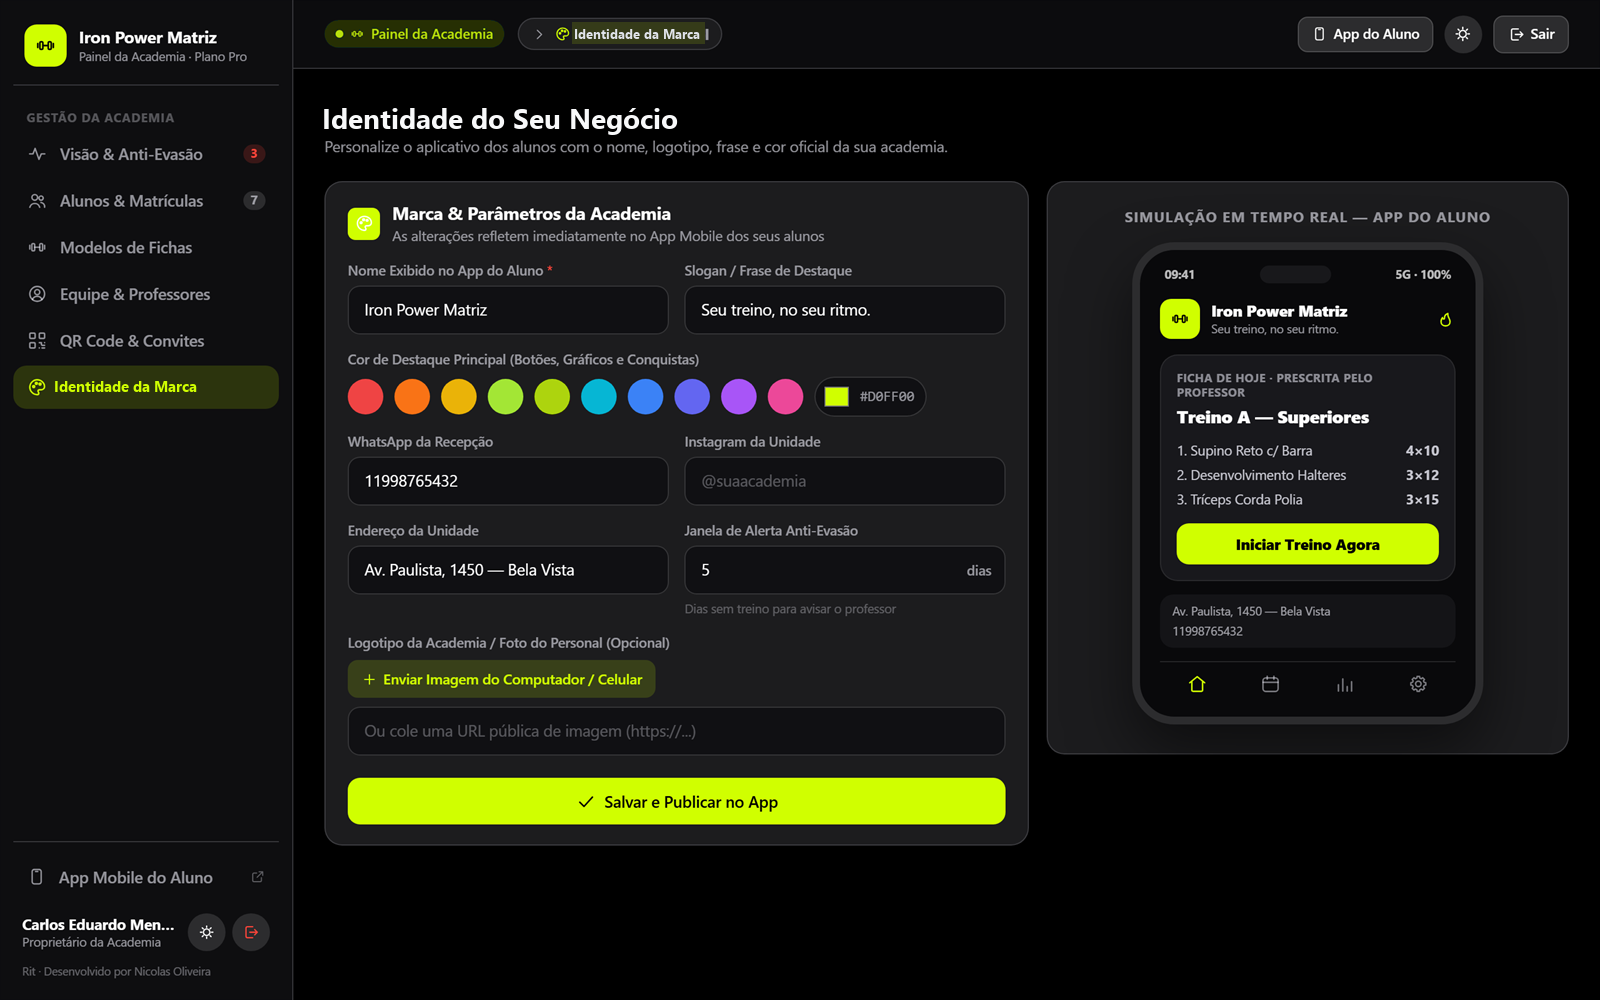 Iron Power Matriz
Painel da Academia · Plano Pro
GESTÃO DA ACADEMIA
Visão & Anti-Evasão 3
Alunos & Matrículas 7
Modelos de Fichas
Equipe & Professores
QR Code & Convites
Identidade da Marca
App Mobile do Aluno
Carlos Eduardo Men...
Proprietário da Academia
Rit · Desenvolvido por Nicolas Oliveira
Painel da Academia
Identidade da Marca
App do Aluno
Sair
Identidade do Seu Negócio
Personalize o aplicativo dos alunos com o nome, logotipo, frase e cor oficial da sua academia.
Marca & Parâmetros da Academia
As alterações refletem imediatamente no App Mobile dos seus alunos
Nome Exibido no App do Aluno *
Iron Power Matriz
Slogan / Frase de Destaque
Seu treino, no seu ritmo.
Cor de Destaque Principal (Botões, Gráficos e Conquistas)
#D0FF00
WhatsApp da Recepção
11998765432
Instagram da Unidade
@suaacademia
Endereço da Unidade
Av. Paulista, 1450 — Bela Vista
Janela de Alerta Anti-Evasão
5 dias
Dias sem treino para avisar o professor
Logotipo da Academia / Foto do Personal (Opcional)
+ Enviar Imagem do Computador / Celular
Ou cole uma URL pública de imagem (https://...)
Salvar e Publicar no App
SIMULAÇÃO EM TEMPO REAL — APP DO ALUNO
09:41
5G · 100%
Iron Power Matriz
Seu treino, no seu ritmo.
FICHA DE HOJE · PRESCRITA PELO
PROFESSOR
Treino A — Superiores
1. Supino Reto c/ Barra 4×10
2. Desenvolvimento Halteres 3×12
3. Tríceps Corda Polia 3×15
Iniciar Treino Agora
Av. Paulista, 1450 — Bela Vista
11998765432